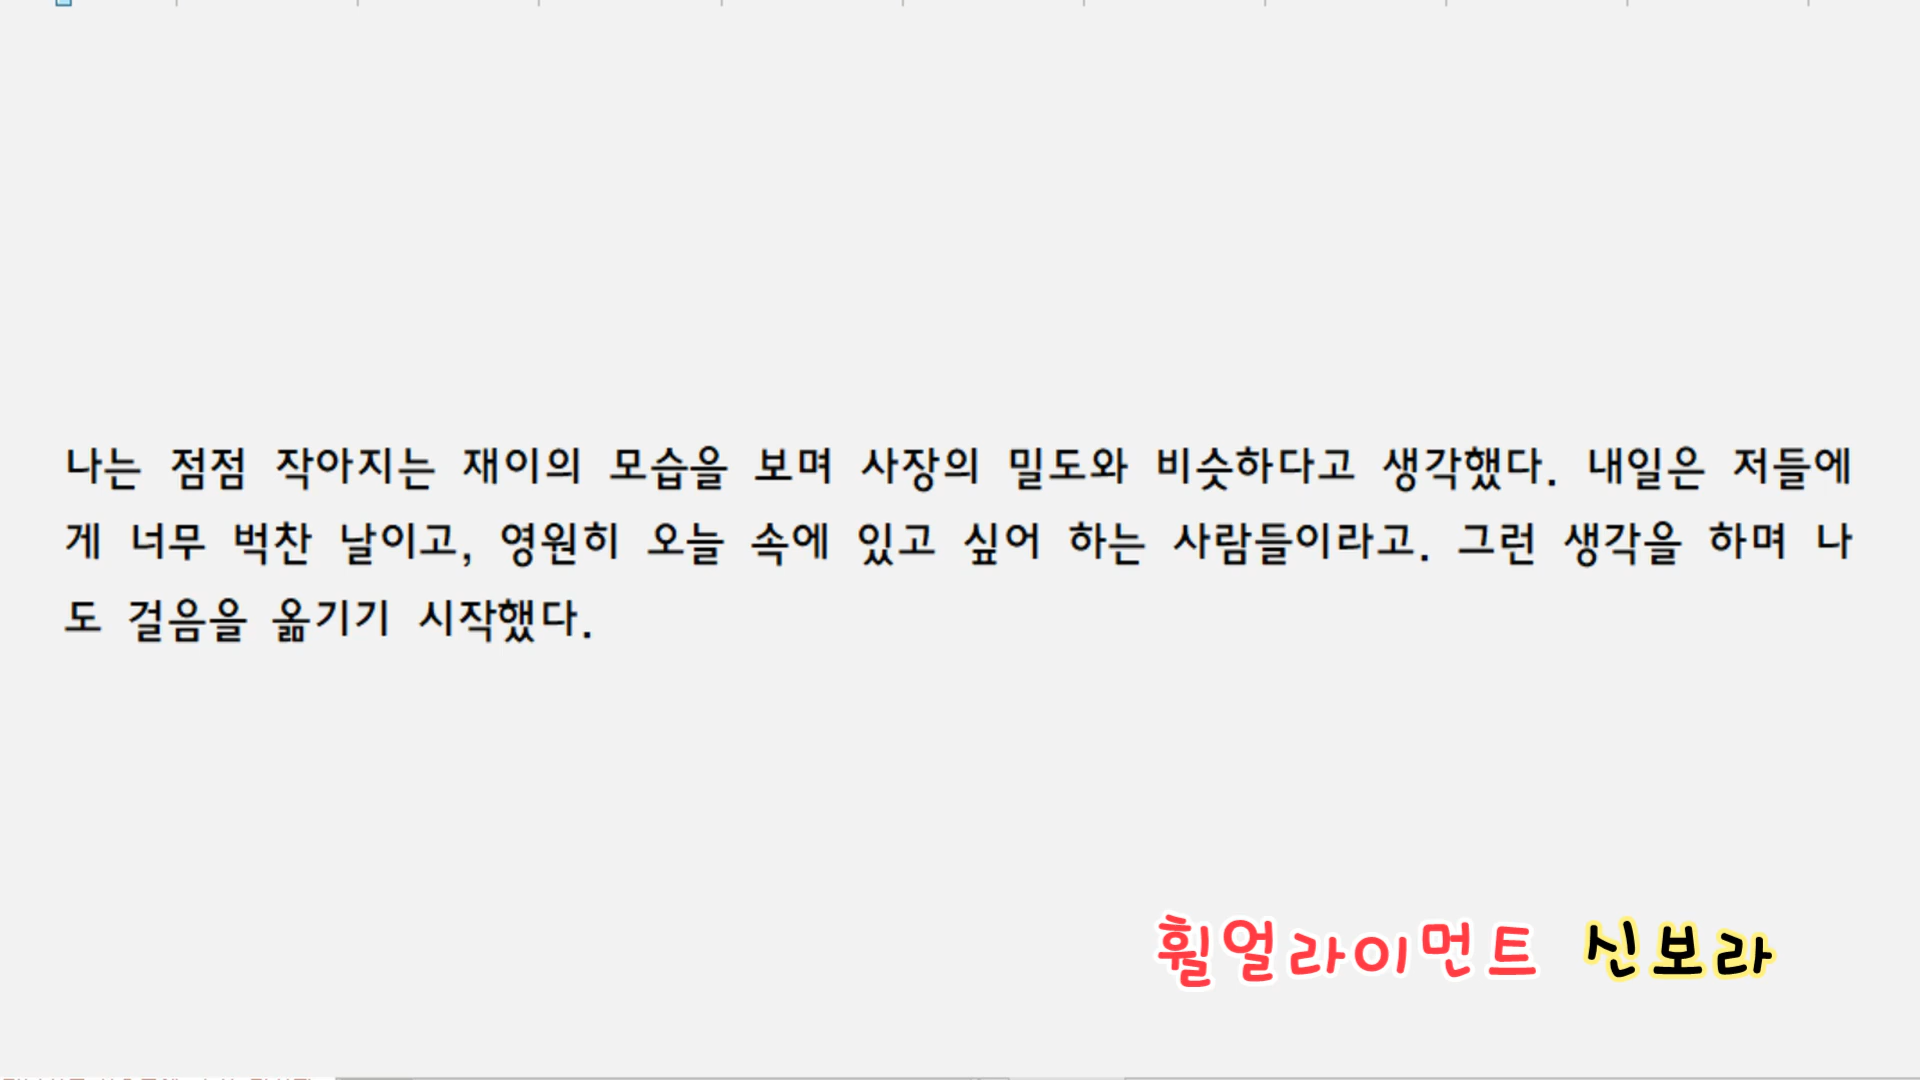 나는 점점 작아지는 재이의 모습을 보며 사장의 밀도와 비슷하다고 생각했다. 내일은 저들에
게 너무 벅찬 날이고, 영원히 오늘 속에 있고 싶어 하는 사람들이라고. 그런 생각을 하며 나
도 걸음을 옮기기 시작했다.
휠얼라이먼트 신보라